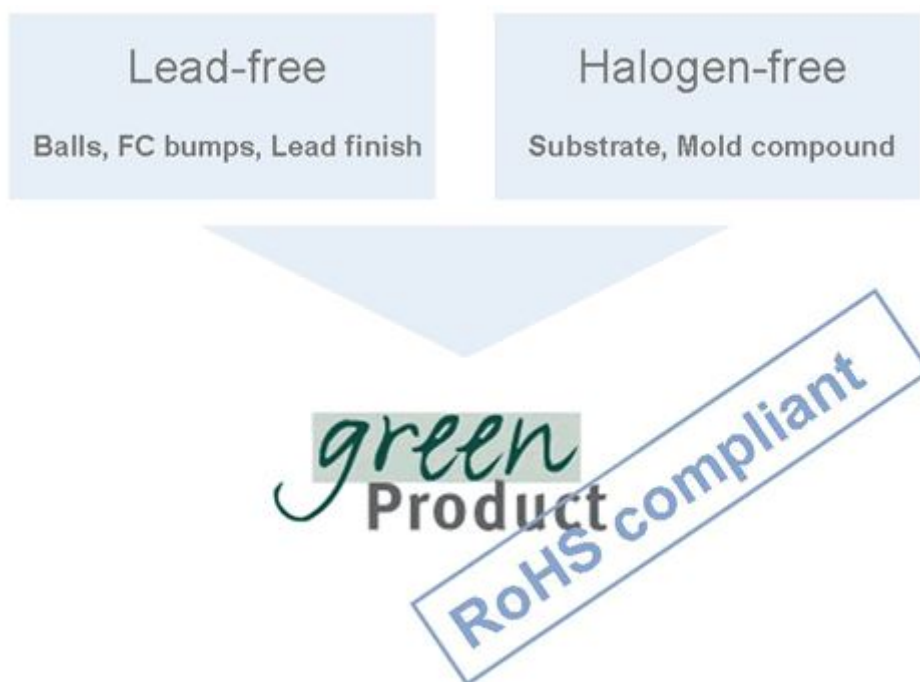 Lead-free
Balls, FC bumps, Lead finish
Halogen-free
Substrate, Mold compound
green
Product
RoHS compliant